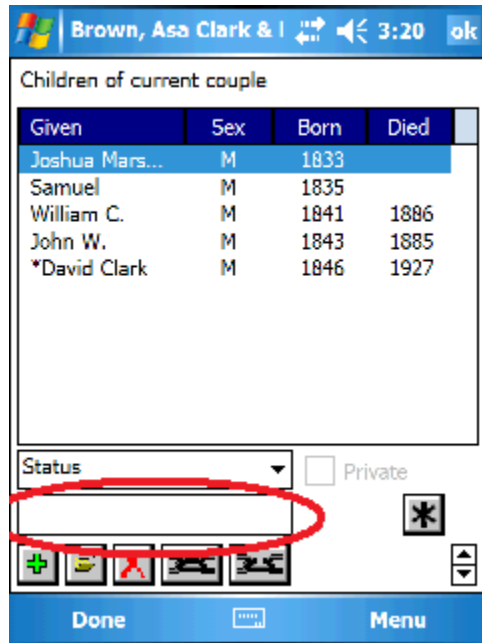 Brown, Asa Clark & 3:20 ok
Children of current couple
Given Sex Born Died
Joshua Mars... M 1833
Samuel M 1835
William C. M 1841 1886
John W. M 1843 1885
*David Clark M 1846 1927
Status Private
Done Menu